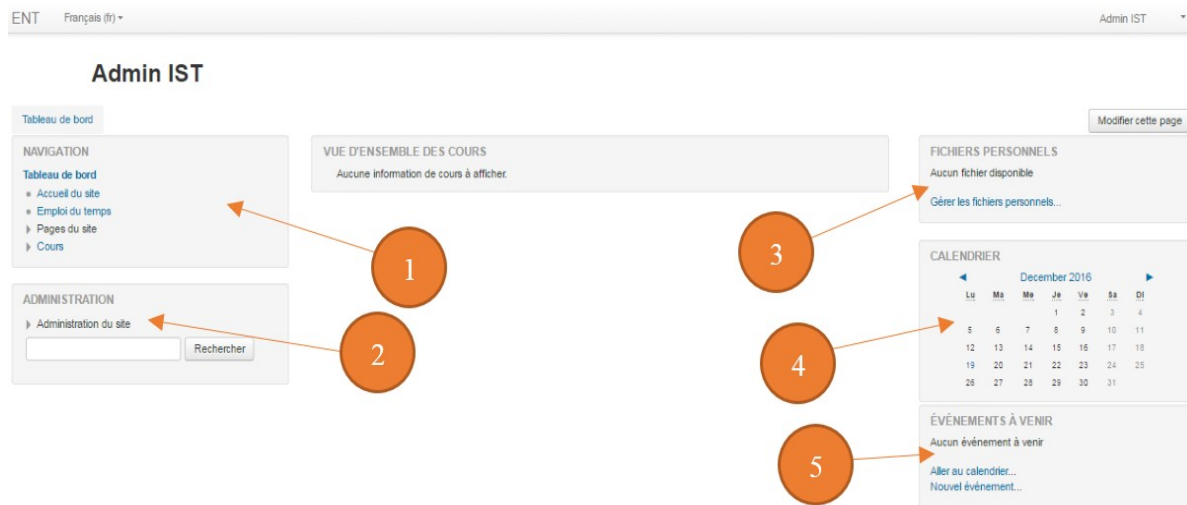 ENT Français (fr) Admin IST
Admin IST
Tableau de bord
Modifier cette page
NAVIGATION
Tableau de bord
Accueil du site
Emploi du temps
Pages du site
Cours
ADMINISTRATION
Administration du site
Rechercher
VUE D'ENSEMBLE DES COURS
Aucune information de cours à afficher.
1
2
3
4
5
FICHIERS PERSONNELS
Aucun fichier disponible
Gérer les fichiers personnels...
CALENDRIER
December 2016
Lu Ma Me Je Ve Sa Di
1 2 3 4
5 6 7 8 9 10 11
12 13 14 15 16 17 18
19 20 21 22 23 24 25
26 27 28 29 30 31
ÉVÉNEMENTS À VENIR
Aucun événement à venir
Aller au calendrier...
Nouvel événement...